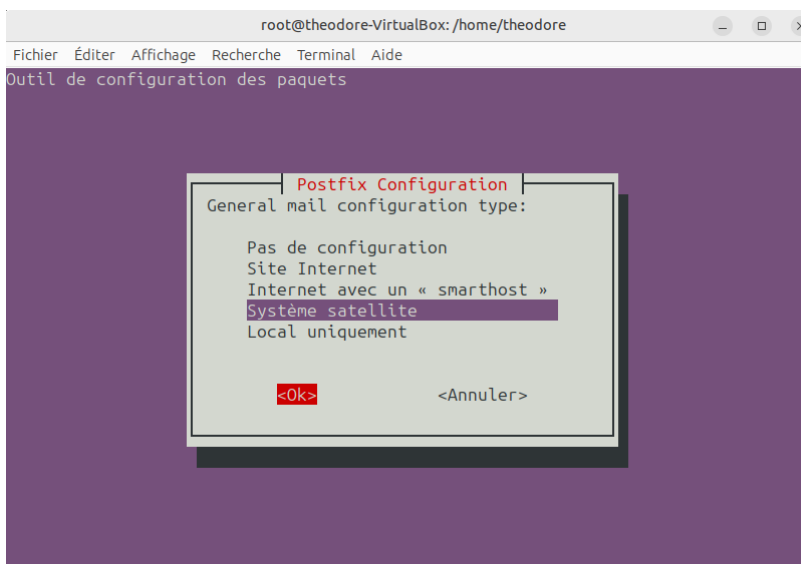 root@theodore-VirtualBox: /home/theodore
Fichier Éditer Affichage Recherche Terminal Aide
Outil de configuration des paquets
Postfix Configuration
General mail configuration type:
Pas de configuration
Site Internet
Internet avec un « smarthost »
Système satellite
Local uniquement
<Ok> <Annuler>